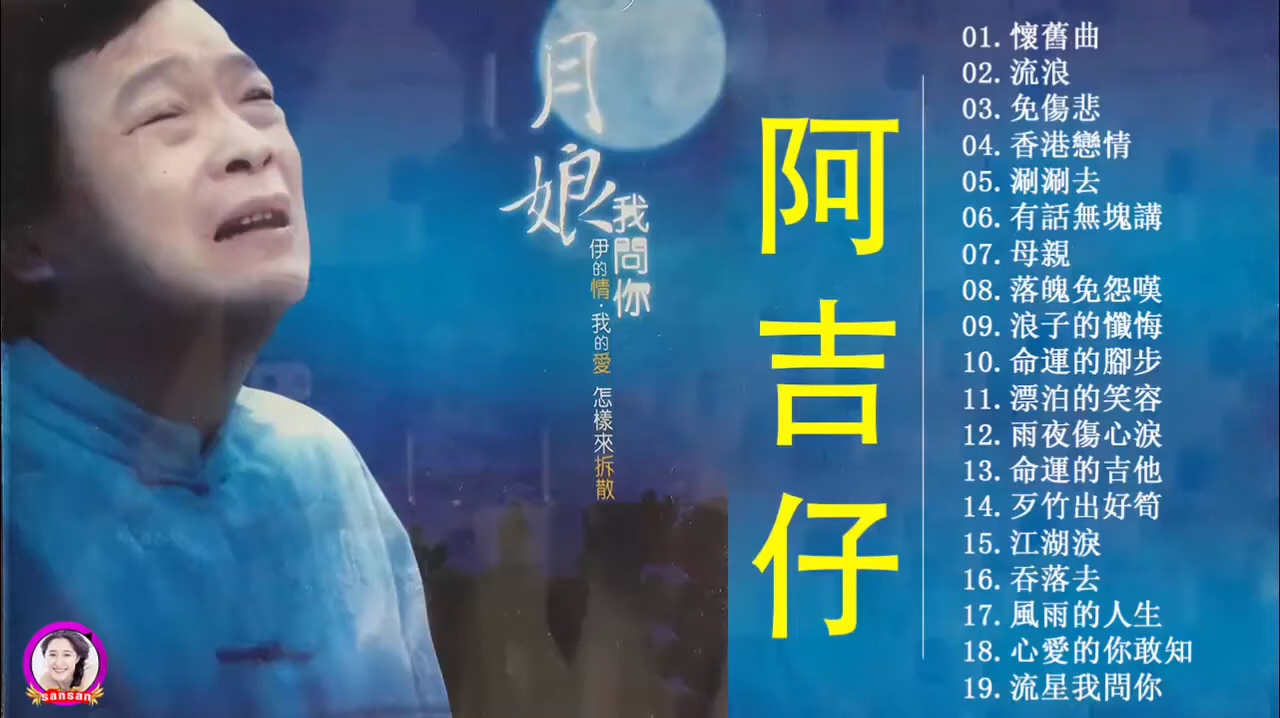 月娘
我問你
伊的情·我的愛 怎樣來拆散
阿吉仔
01. 懷舊曲
02. 流浪
03. 免傷悲
04. 香港戀情
05. 涮涮去
06. 有話無塊講
07. 母親
08. 落魄免怨嘆
09. 浪子的懺悔
10. 命運的腳步
11. 漂泊的笑容
12. 雨夜傷心淚
13. 命運的吉他
14. 歹竹出好筍
15. 江湖淚
16. 吞落去
17. 風雨的人生
18. 心愛的你敢知
19. 流星我問你
sansan